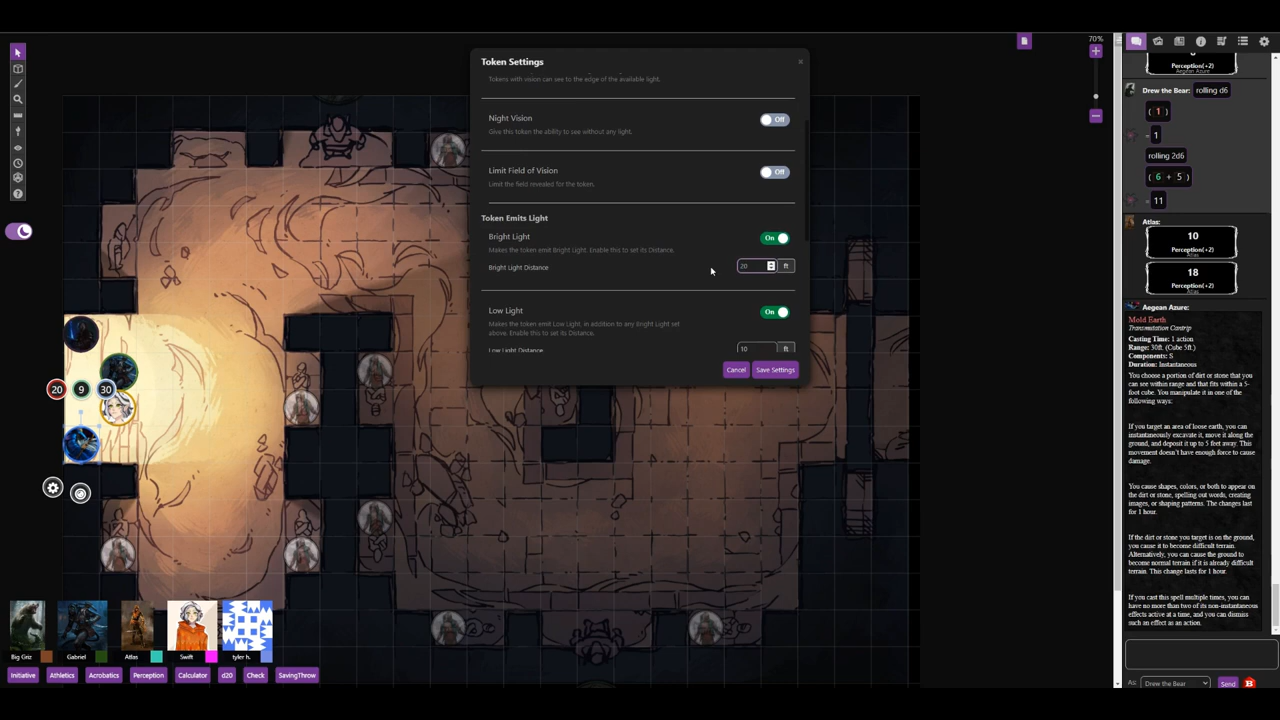 70%
Token Settings
×
Tokens with vision can see to the edge of the available light.
Night Vision
Off
Give this token the ability to see without any light.
Limit Field of Vision
Off
Limit the field revealed for the token.
Token Emits Light
Bright Light
On
Makes the token emit Bright Light. Enable this to set its Distance.
Bright Light Distance
20
ft
Low Light
On
Makes the token emit Low Light, in addition to any Bright Light set
above. Enable this to set its Distance.
Low Light Distance
10
ft
Cancel
Save Settings
20
9
30
Big Griz
Gabriel
Atlas
Swift
tyler h.
Initiative
Athletics
Acrobatics
Perception
Calculator
d20
Check
SavingThrow
Perception(+2)
Aegean Azure
Drew the Bear:
rolling d6
( 1 )
= 1
rolling 2d6
( 6 + 5 )
= 11
Atlas:
10
Perception(+2)
Atlas
18
Perception(+2)
Atlas
Aegean Azure:
Mold Earth
Transmutation Cantrip
Casting Time: 1 action
Range: 30ft. (Cube 5ft.)
Components: S
Duration: Instantaneous
You choose a portion of dirt or stone that you
can see within range and that fits within a 5-
foot cube. You manipulate it in one of the
following ways:
If you target an area of loose earth, you can
instantaneously excavate it, move it along the
ground, and deposit it up to 5 feet away. This
movement doesn't have enough force to cause
damage.
You cause shapes, colors, or both to appear on
the dirt or stone, spelling out words, creating
images, or shaping patterns. The changes last
for 1 hour.
If the dirt or stone you target is on the ground,
you cause it to become difficult terrain.
Alternatively, you can cause the ground to
become normal terrain if it is already difficult
terrain. This change lasts for 1 hour.
If you cast this spell multiple times, you can
have no more than two of its non-instantaneous
effects active at a time, and you can dismiss
such an effect as an action.
As:
Drew the Bear
Send
B